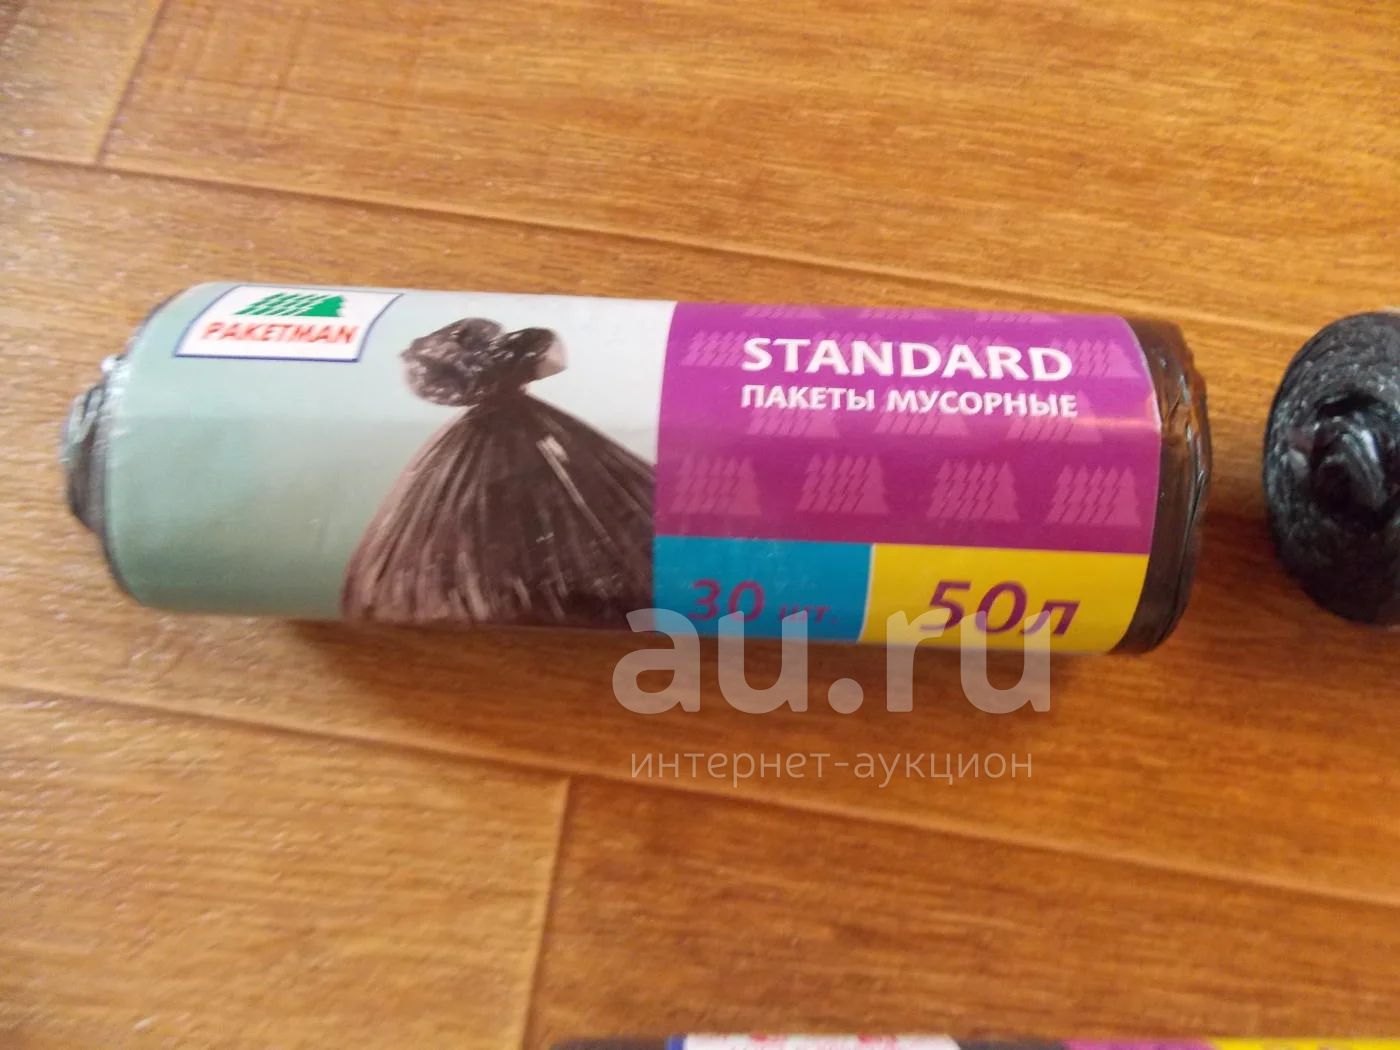 PAKETMAN
STANDARD
ПАКЕТЫ МУСОРНЫЕ
30 шт.
50л
au.ru
интернет-аукцион